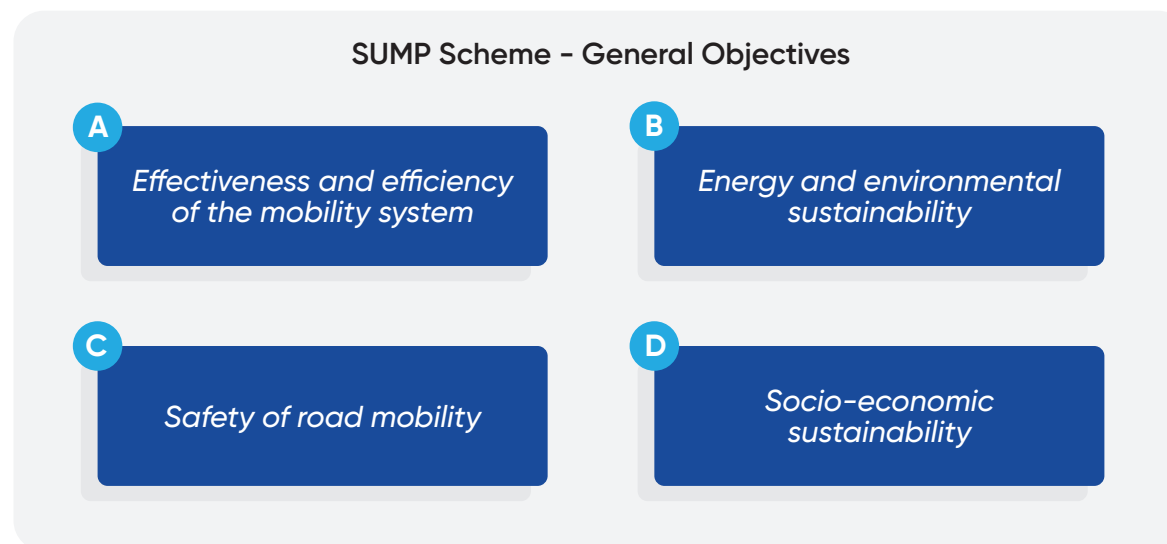 SUMP Scheme - General Objectives
A
Effectiveness and efficiency
of the mobility system
B
Energy and environmental
sustainability
C
Safety of road mobility
D
Socio-economic
sustainability